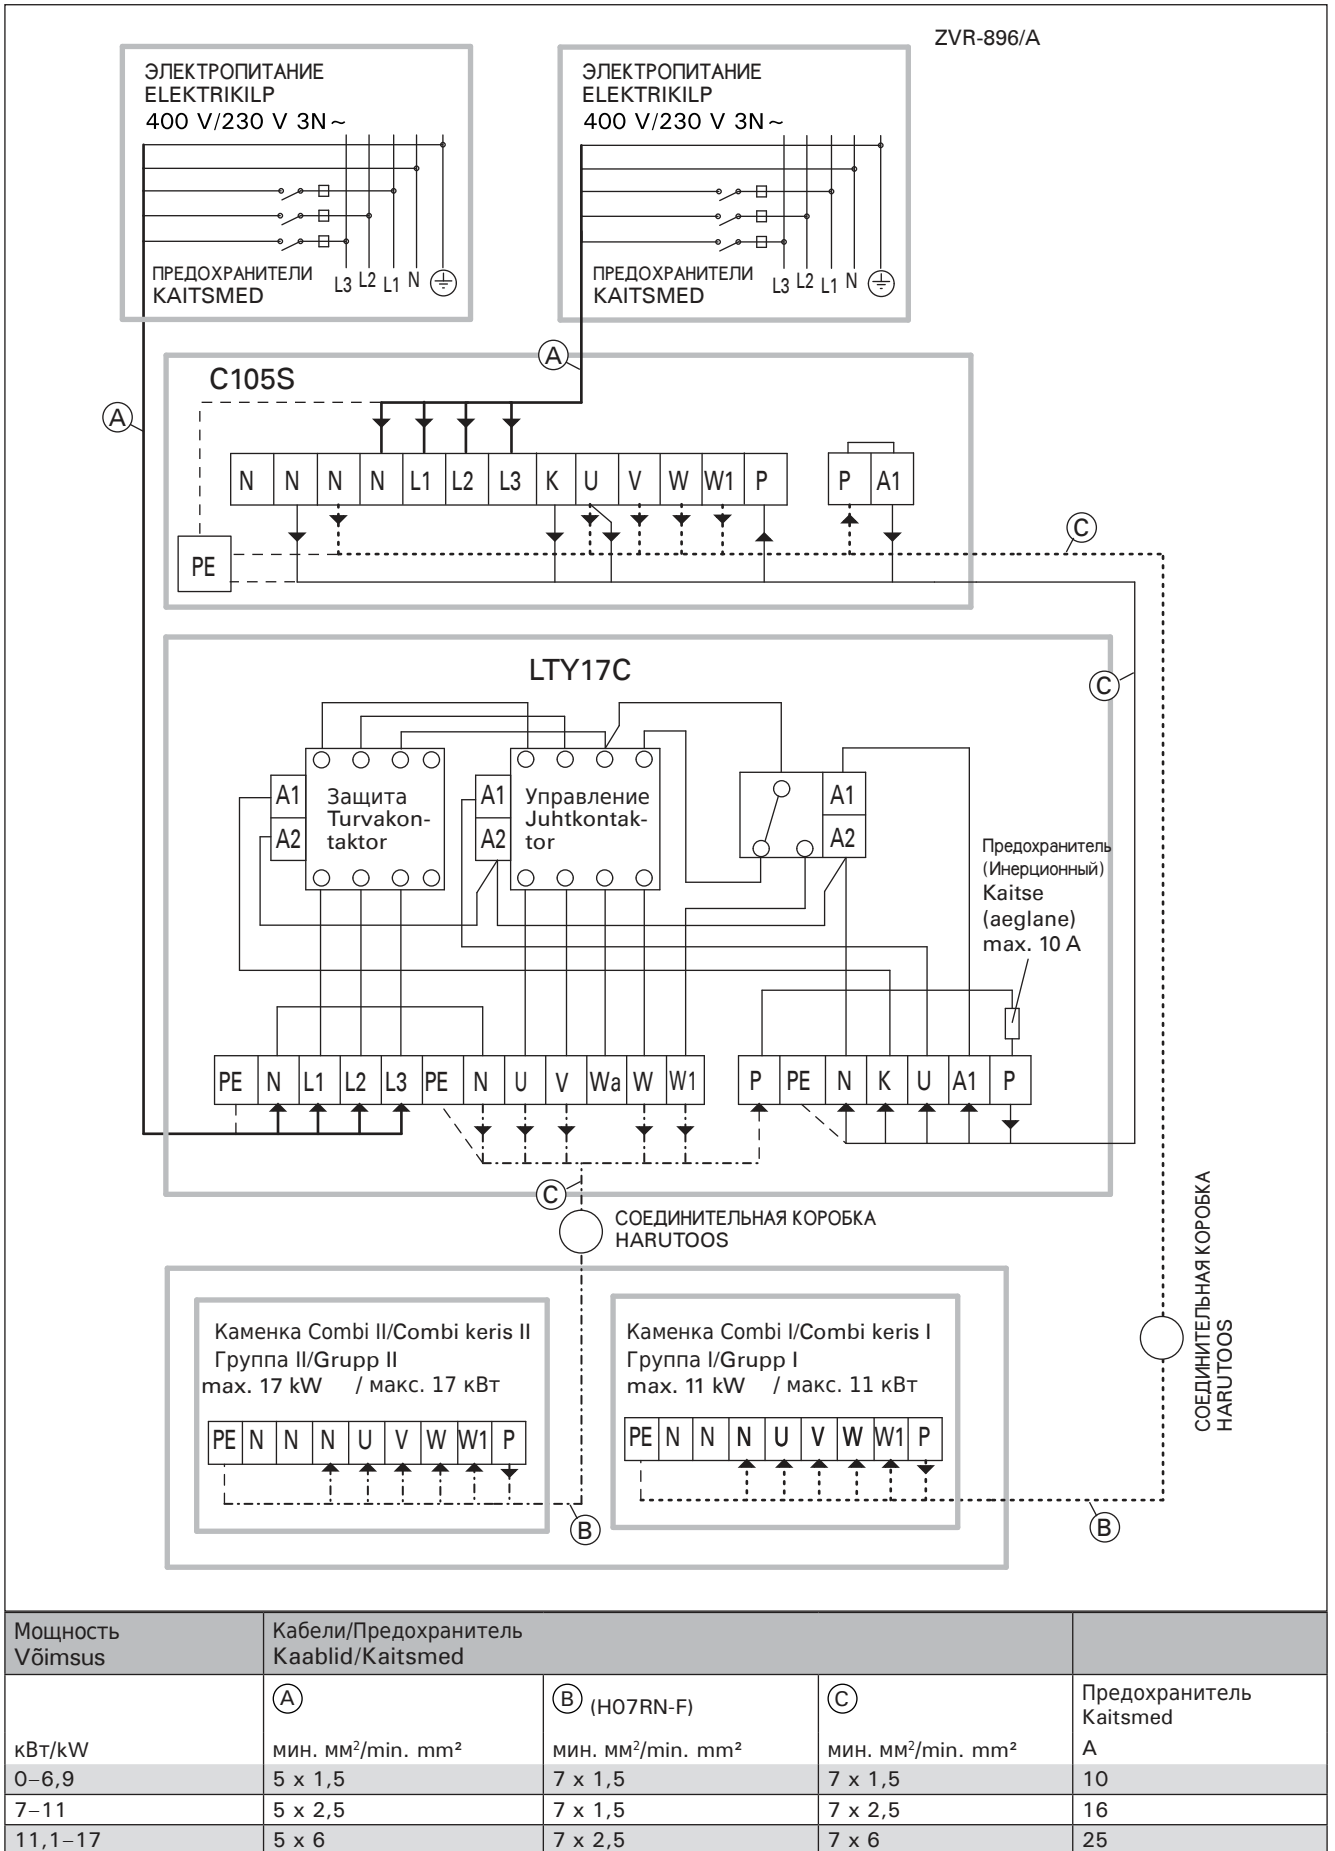 ZVR-896/A
ЭЛЕКТРОПИТАНИЕ
ELEKTRIKILP
400 V/230 V 3N~
ПРЕДОХРАНИТЕЛИ
KAITSMED
L3 L2 L1 N
ЭЛЕКТРОПИТАНИЕ
ELEKTRIKILP
400 V/230 V 3N~
ПРЕДОХРАНИТЕЛИ
KAITSMED
L3 L2 L1 N
A
A
C105S
N N N N L1 L2 L3 K U V W W1 P
P A1
PE
C
LTY17C
C
A1
A2
Защита
Turvakon-
taktor
A1
A2
Управление
Juhtkontak-
tor
A1
A2
Предохранитель
(Инерционный)
Kaitse
(aeglane)
max. 10 A
PE N L1 L2 L3 PE N U V Wa W W1
P PE N K U A1 P
C
СОЕДИНИТЕЛЬНАЯ КОРОБКА
HARUTOOS
СОЕДИНИТЕЛЬНАЯ КОРОБКА
HARUTOOS
Каменка Combi II/Combi keris II
Группа II/Grupp II
max. 17 kW / макс. 17 кВт
PE N N N U V W W1 P
B
Каменка Combi I/Combi keris I
Группа I/Grupp I
max. 11 kW / макс. 11 кВт
PE N N N U V W W1 P
B
Мощность
Võimsus
Кабели/Предохранитель
Kaablid/Kaitsmed
A
B (H07RN-F)
C
Предохранитель
Kaitsmed
кВт/kW мин. мм²/min. mm² мин. мм²/min. mm² мин. мм²/min. mm² A
0–6,9 5 x 1,5 7 x 1,5 7 x 1,5 10
7–11 5 x 2,5 7 x 1,5 7 x 2,5 16
11,1–17 5 x 6 7 x 2,5 7 x 6 25